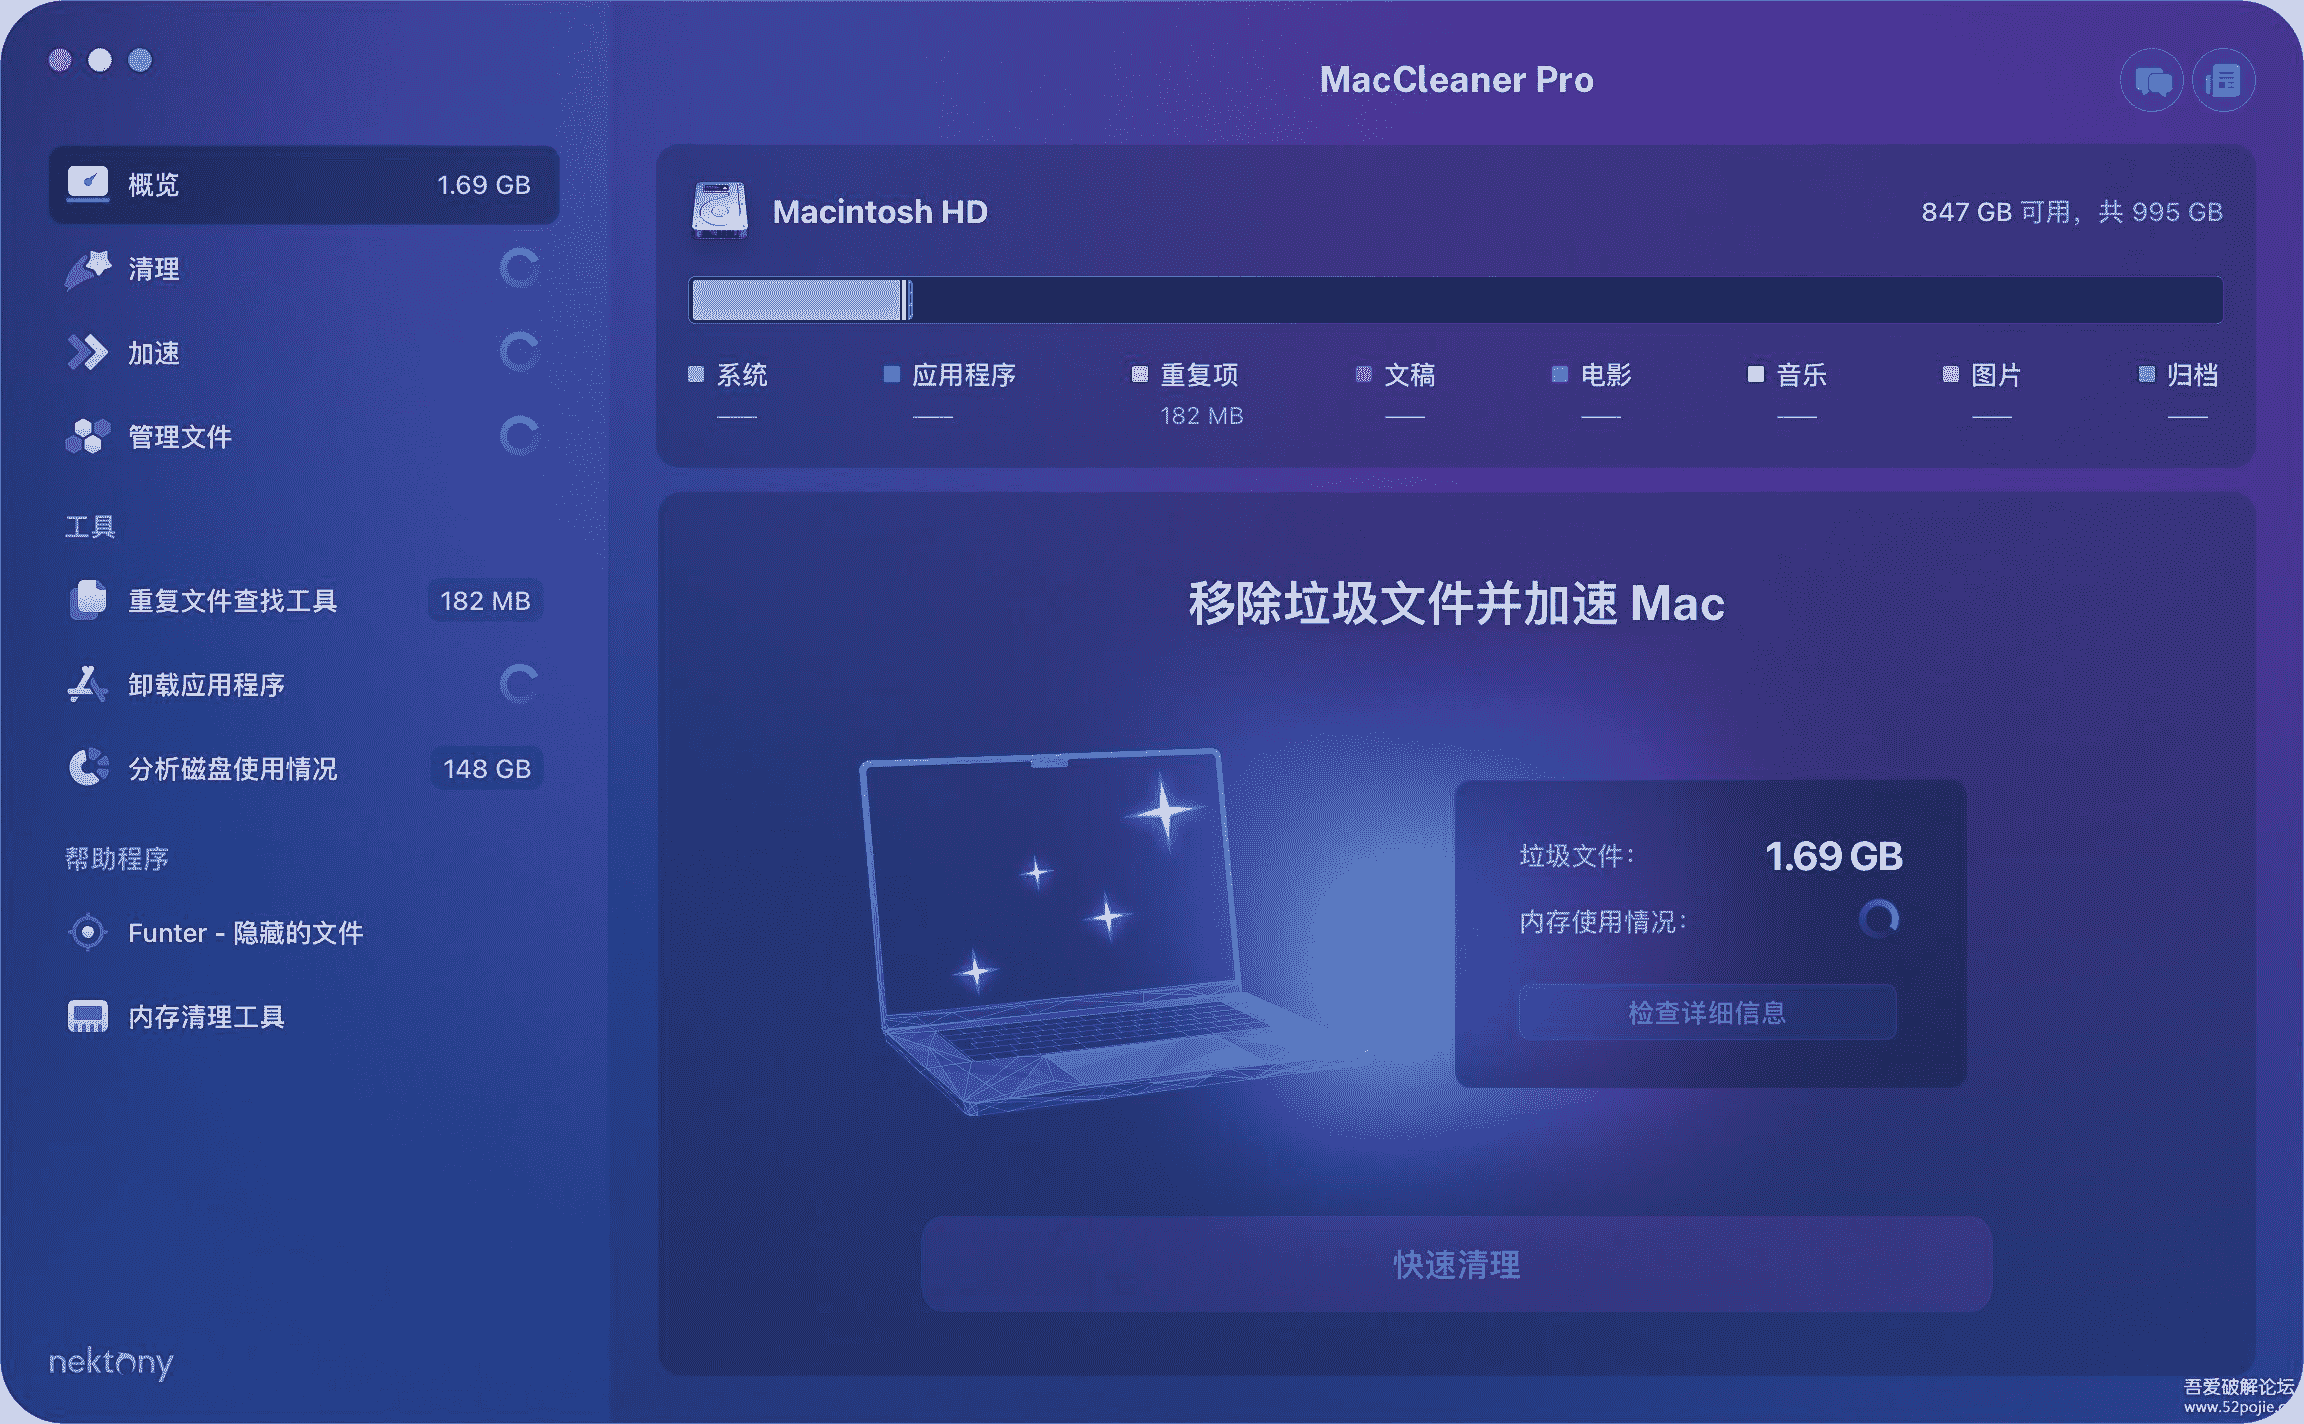 MacCleaner Pro
概览 1.69 GB
清理
加速
管理文件
工具
重复文件查找工具 182 MB
卸载应用程序
分析磁盘使用情况 148 GB
帮助程序
Funter - 隐藏的文件
内存清理工具
nektony
Macintosh HD 847 GB 可用，共 995 GB
系统 应用程序 重复项 文稿 电影 音乐 图片 归档
182 MB
移除垃圾文件并加速 Mac
垃圾文件： 1.69 GB
内存使用情况：
检查详细信息
快速清理
吾爱破解论坛
www.52pojie.c